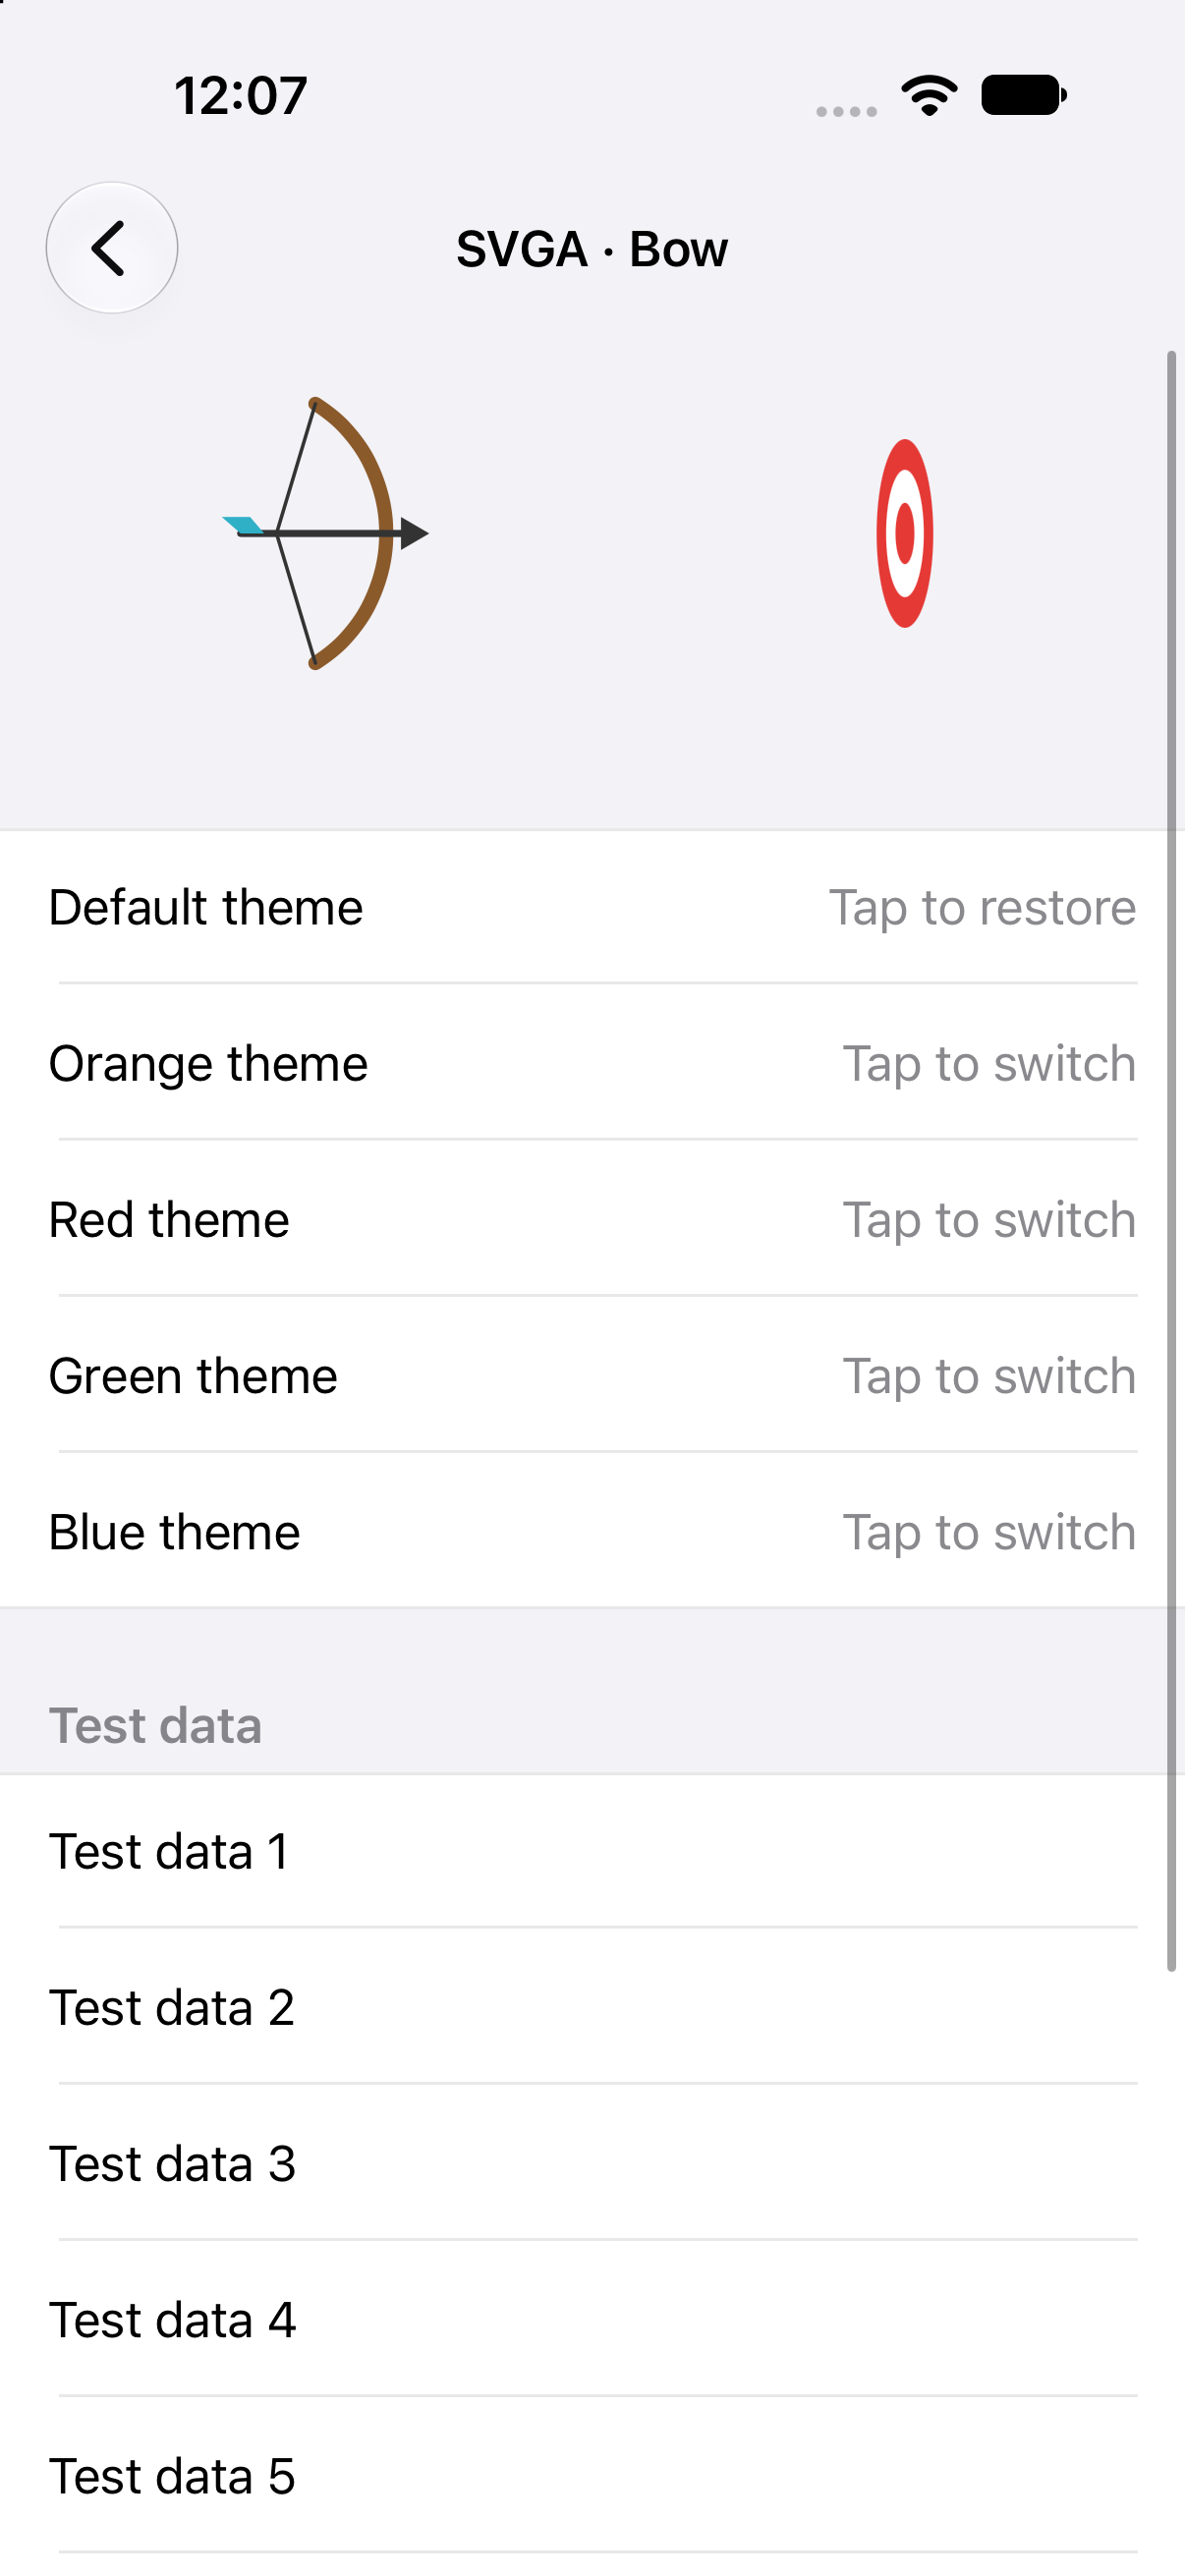 12:07
SVGA · Bow
Default theme Tap to restore
Orange theme Tap to switch
Red theme Tap to switch
Green theme Tap to switch
Blue theme Tap to switch
Test data
Test data 1
Test data 2
Test data 3
Test data 4
Test data 5